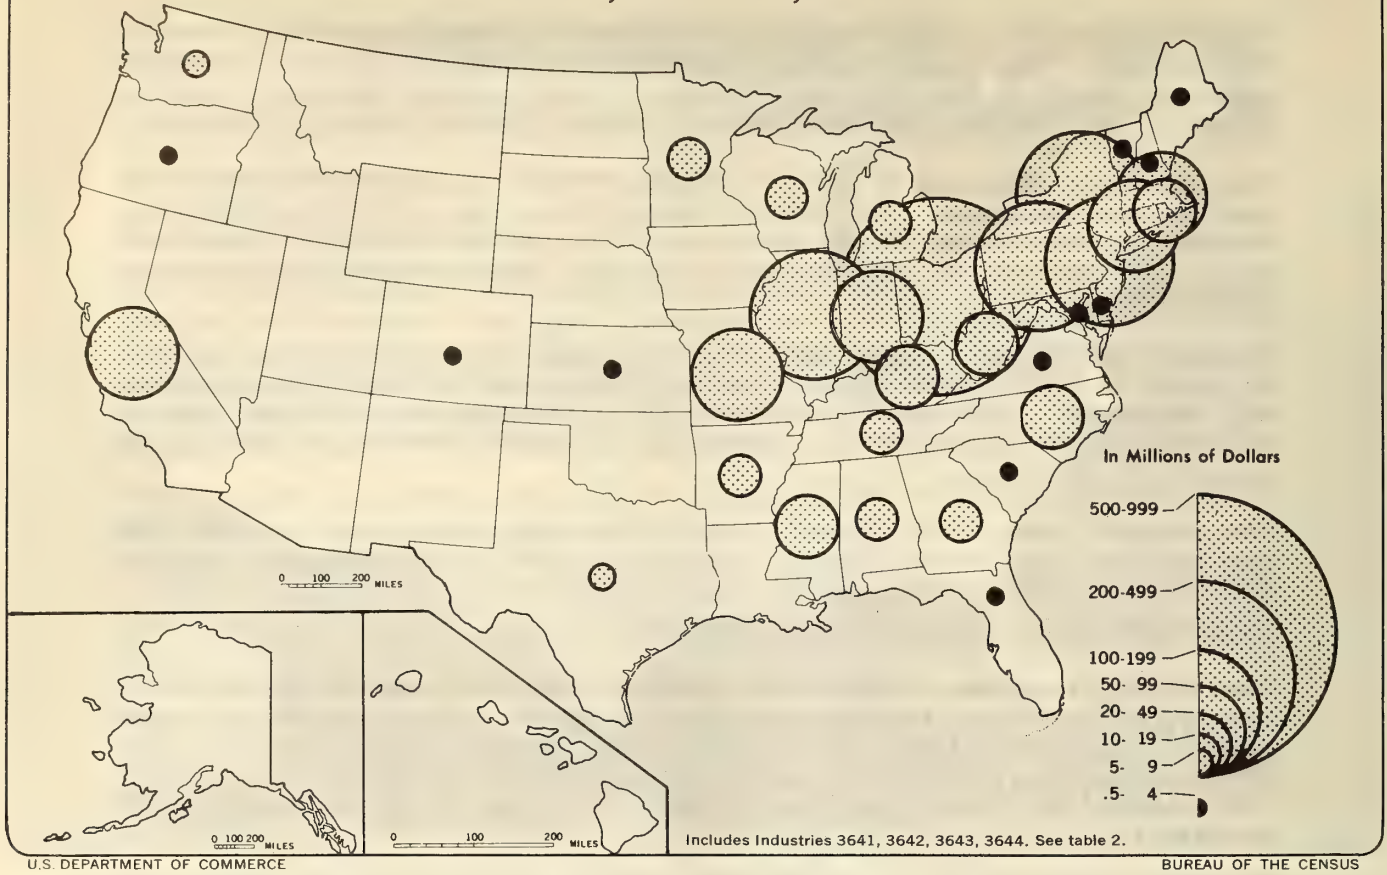 In Millions of Dollars
500-999
200-499
100-199
50- 99
20- 49
10- 19
5- 9
.5- 4
0 100 200 MILES
0 100 200 MILES
0 100 200 MILES
Includes Industries 3641, 3642, 3643, 3644. See table 2.
U.S. DEPARTMENT OF COMMERCE BUREAU OF THE CENSUS